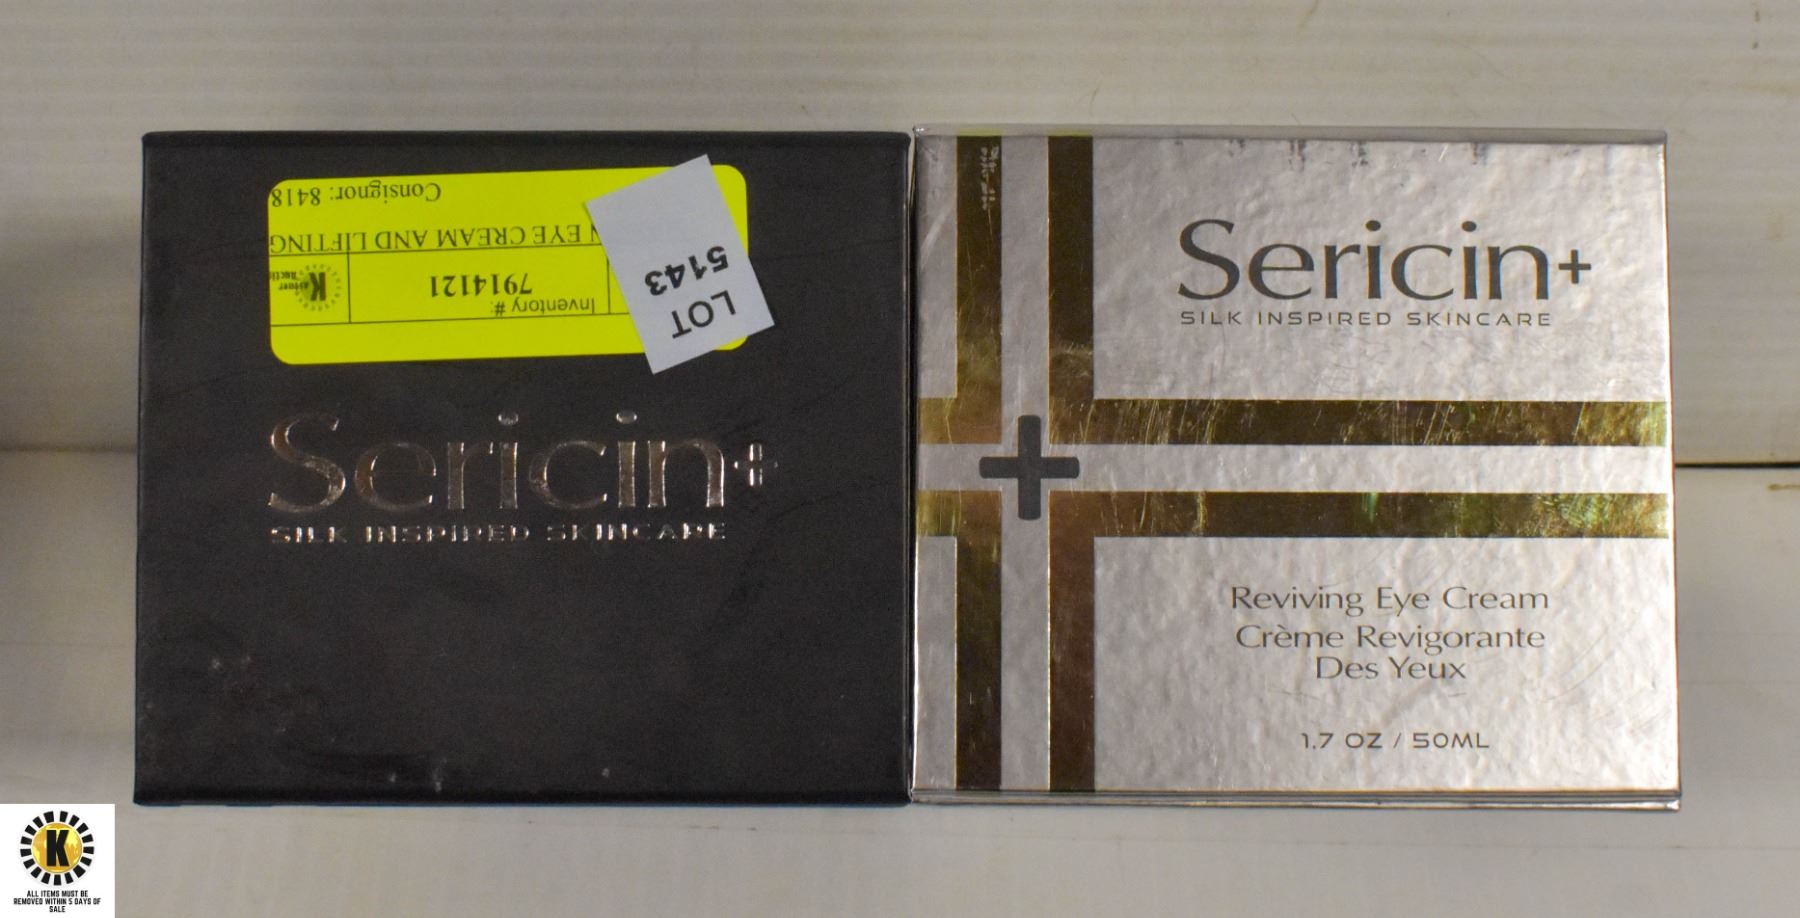 Consignor: 8418
EYE CREAM AND LIFTING
Inventory #:
7914121
K
LOT
5143
Sericin+
SILK INSPIRED SKINCARE
Sericin+
SILK INSPIRED SKINCARE
Reviving Eye Cream
Crème Revigorante
Des Yeux
1.7 OZ / 50ML
K
ALL ITEMS MUST BE
REMOVED WITHIN 5 DAYS OF
SALE